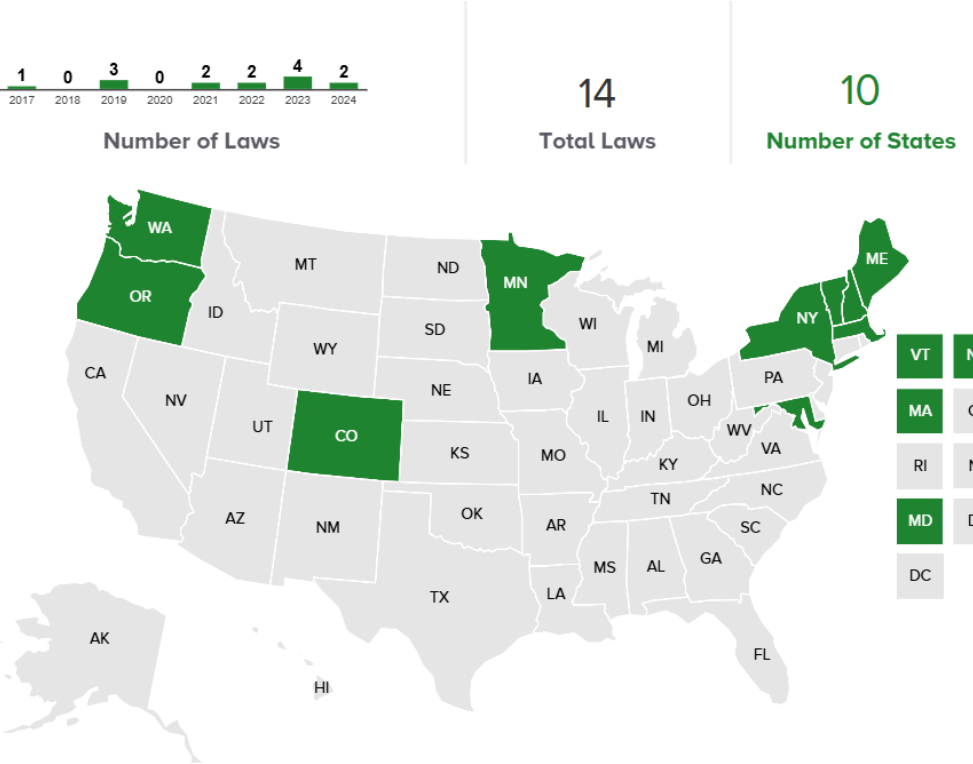 1 0 3 0 2 2 4 2
2017 2018 2019 2020 2021 2022 2023 2024
Number of Laws
14
Total Laws
10
Number of States
WA
ME
MT
ND
MN
OR
NY
ID
WI
SD
MI
WY
VT
CA
PA
IA
NE
NV
OH
MA
IL
IN
UT
CO
WV
VA
KS
MO
KY
RI
NC
TN
AZ
NM
OK
AR
SC
MD
GA
MS
AL
DC
TX
LA
AK
FL
HI